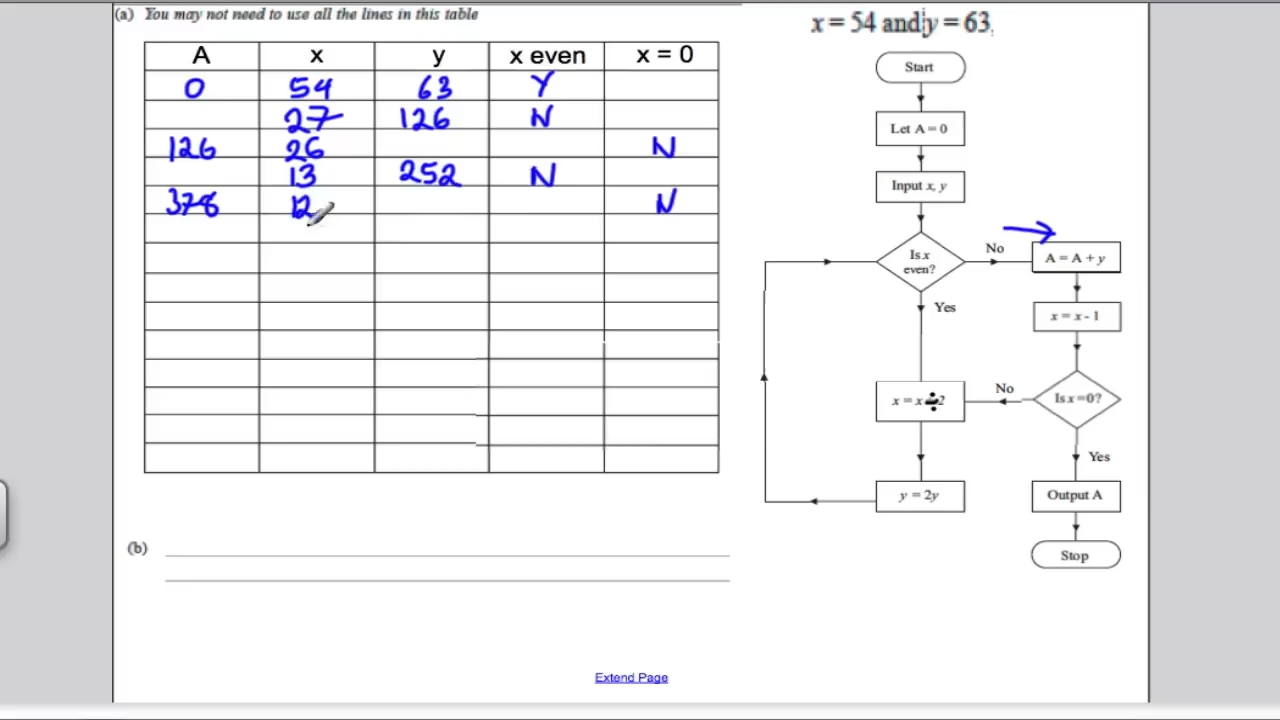 (a) You may not need to use all the lines in this table
x = 54 and y = 63.
A x y x even x = 0
0 54 63 Y
27 126 N
126 26 N
13 252 N
378 12 N
Start
Let A = 0
Input x, y
Is x
even?
No
A = A + y
Yes
x = x - 1
x = x ÷ 2
No
Is x = 0?
Yes
y = 2y
Output A
Stop
(b)
Extend Page